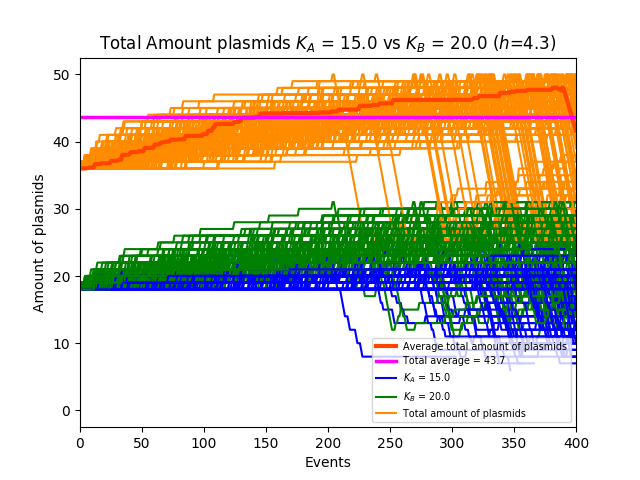 Total Amount plasmids K_A = 15.0 vs K_B = 20.0 (h=4.3)
50
40
30
20
10
0
Amount of plasmids
Average total amount of plasmids
Total average = 43.7
K_A = 15.0
K_B = 20.0
Total amount of plasmids
0 50 100 150 200 250 300 350 400
Events